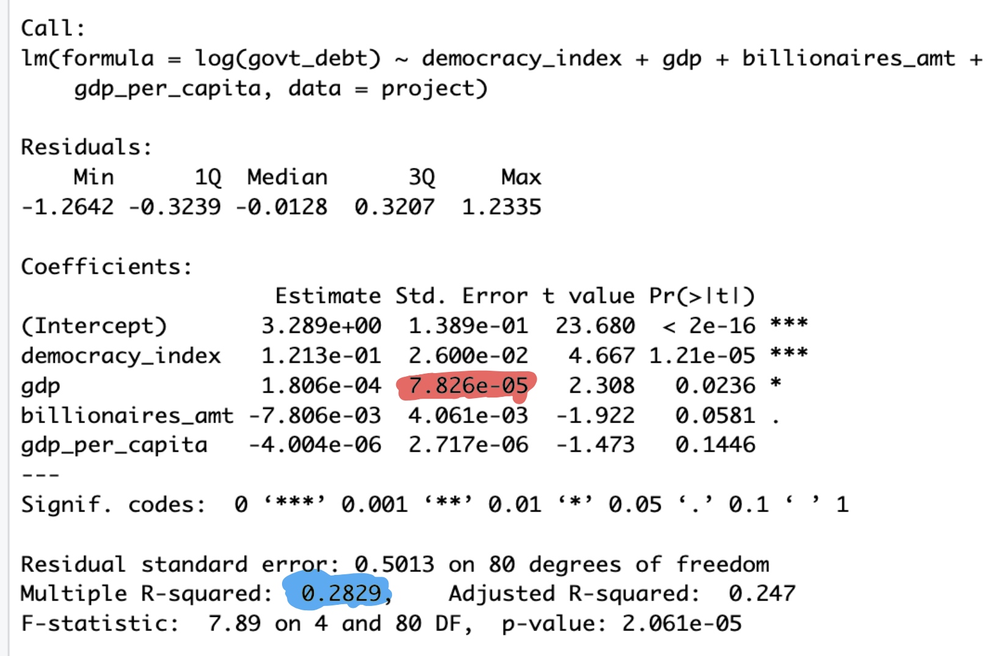 Call:
lm(formula = log(govt_debt) ~ democracy_index + gdp + billionaires_amt +
    gdp_per_capita, data = project)

Residuals:
    Min      1Q  Median      3Q     Max
-1.2642 -0.3239 -0.0128  0.3207  1.2335

Coefficients:
                   Estimate Std. Error t value Pr(>|t|)
(Intercept)       3.289e+00  1.389e-01  23.680  < 2e-16 ***
democracy_index   1.213e-01  2.600e-02   4.667 1.21e-05 ***
gdp               1.806e-04  7.826e-05   2.308   0.0236 *
billionaires_amt -7.806e-03  4.061e-03  -1.922   0.0581 .
gdp_per_capita   -4.004e-06  2.717e-06  -1.473   0.1446
---
Signif. codes:  0 ‘***’ 0.001 ‘**’ 0.01 ‘*’ 0.05 ‘.’ 0.1 ‘ ’ 1

Residual standard error: 0.5013 on 80 degrees of freedom
Multiple R-squared:  0.2829,    Adjusted R-squared:  0.247
F-statistic:  7.89 on 4 and 80 DF,  p-value: 2.061e-05